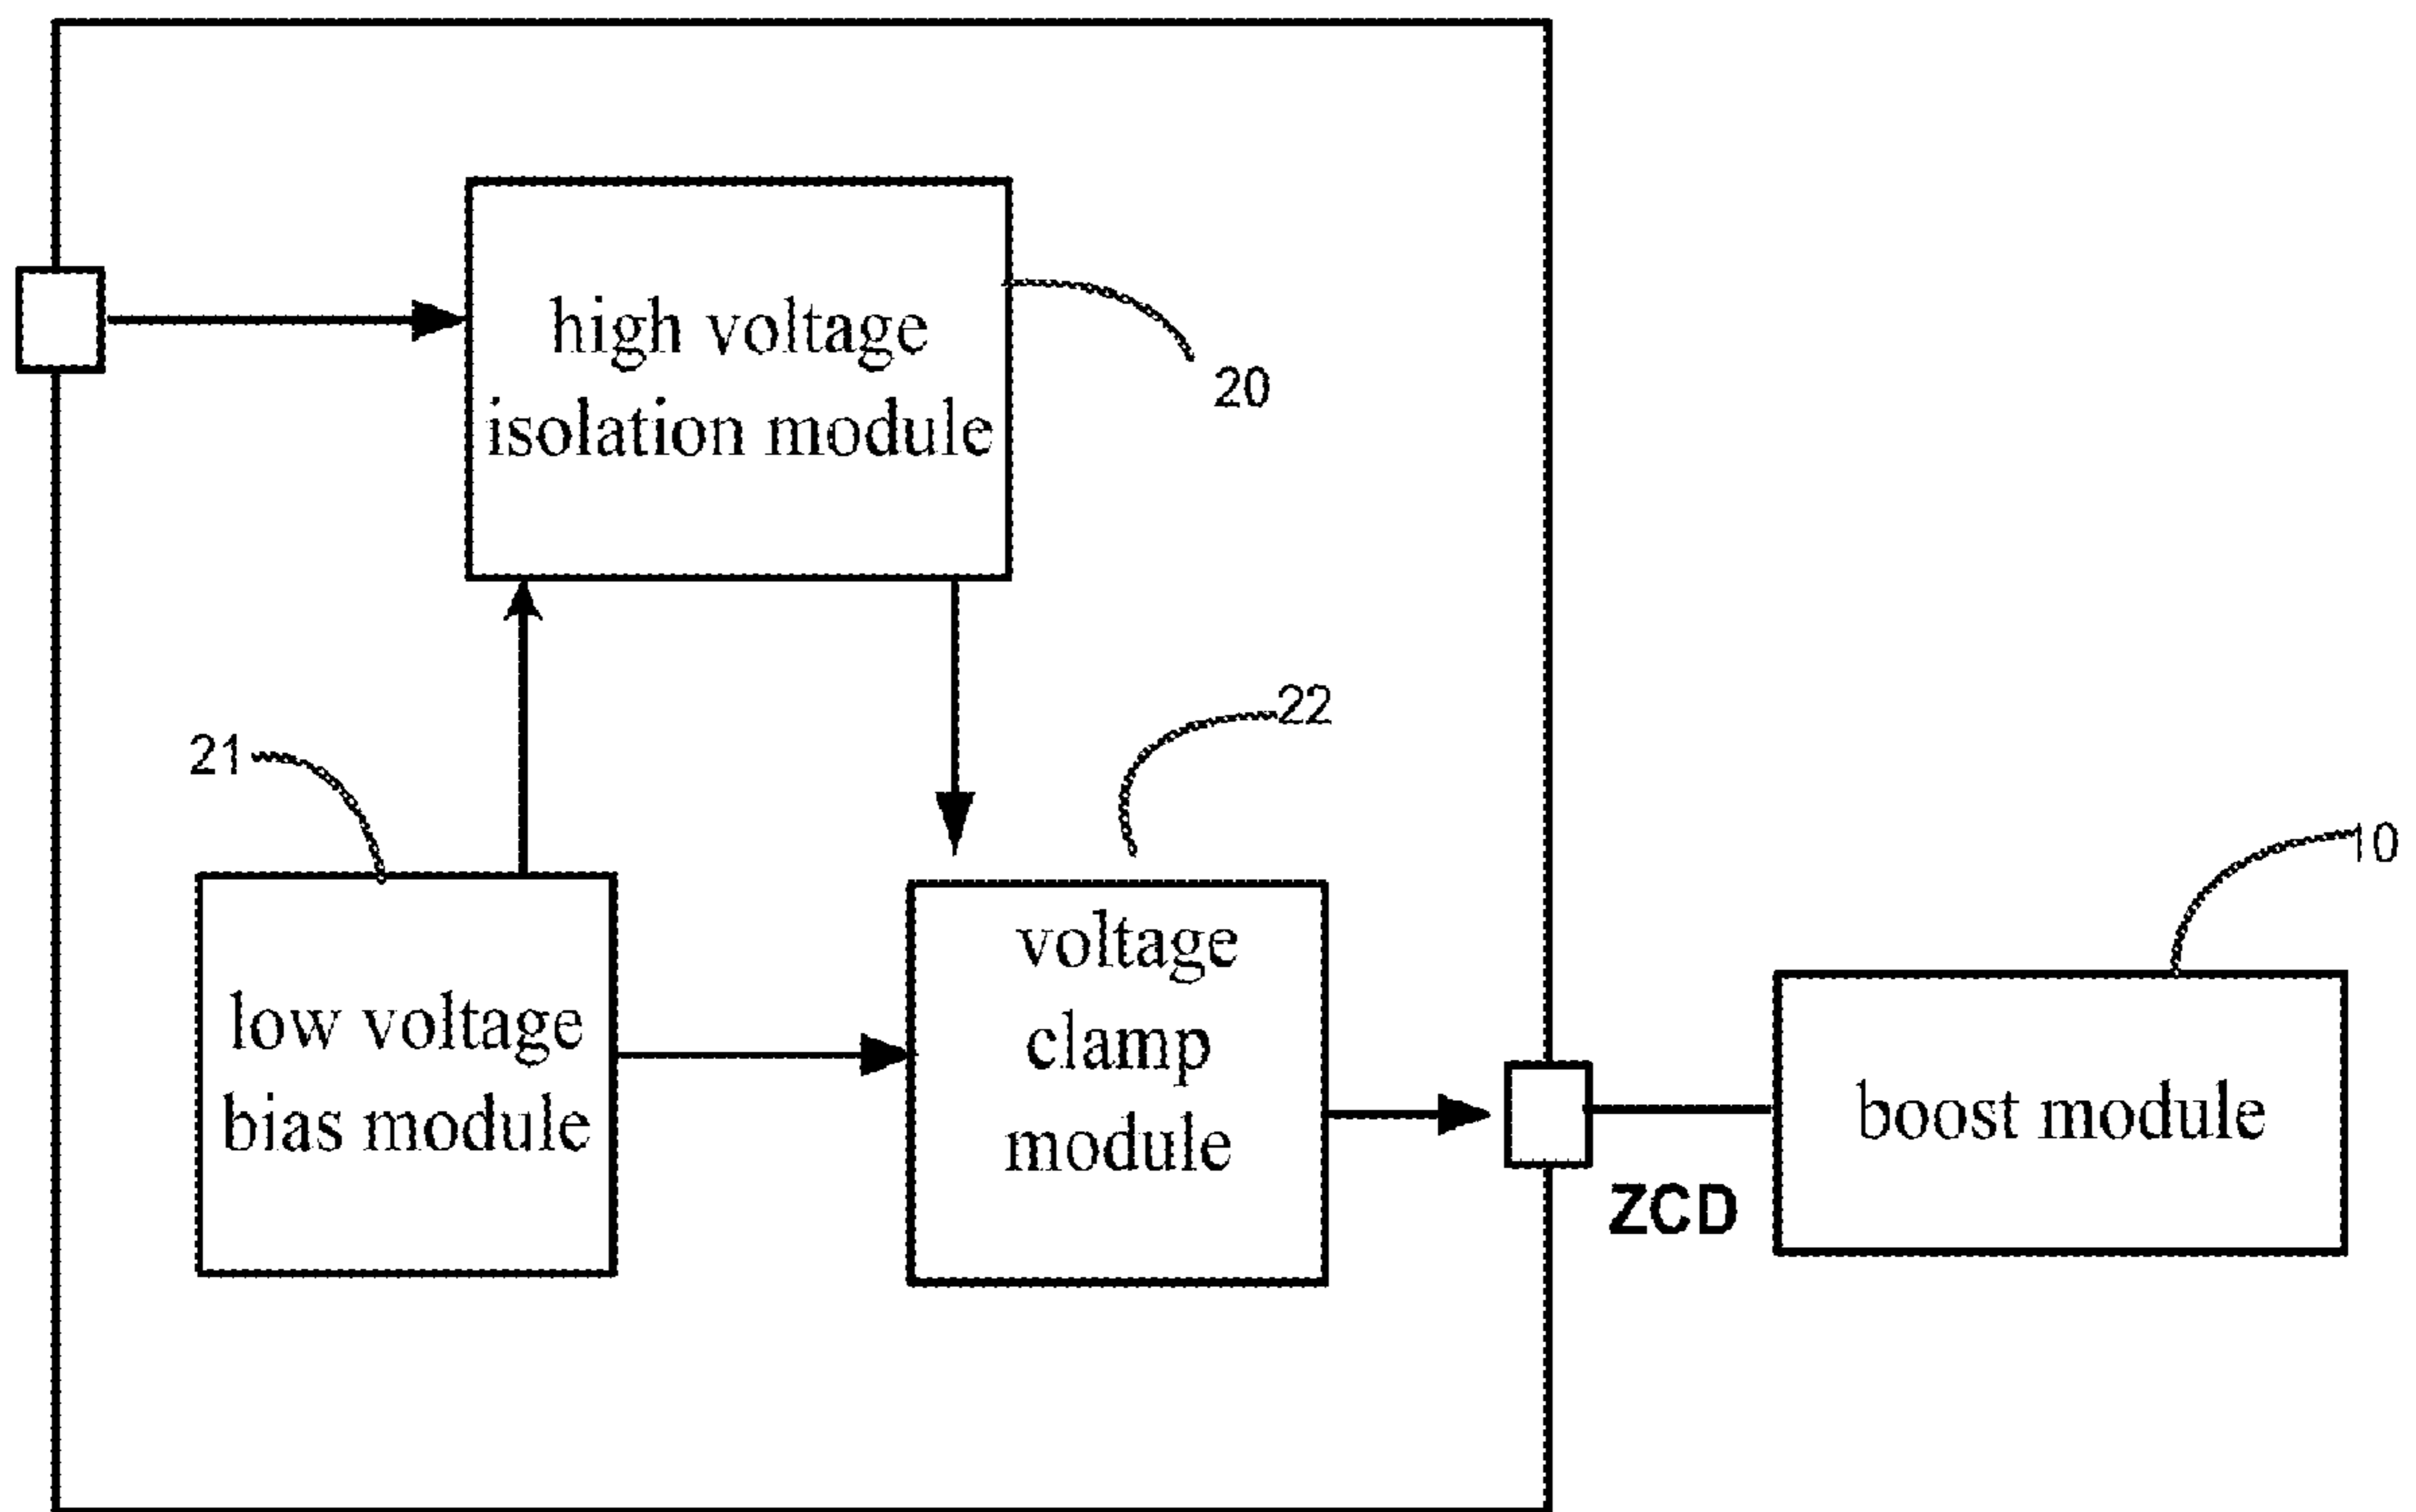 high voltage
isolation module
20
21
22
10
low voltage
bias module
voltage
clamp
module
boost module
ZCD